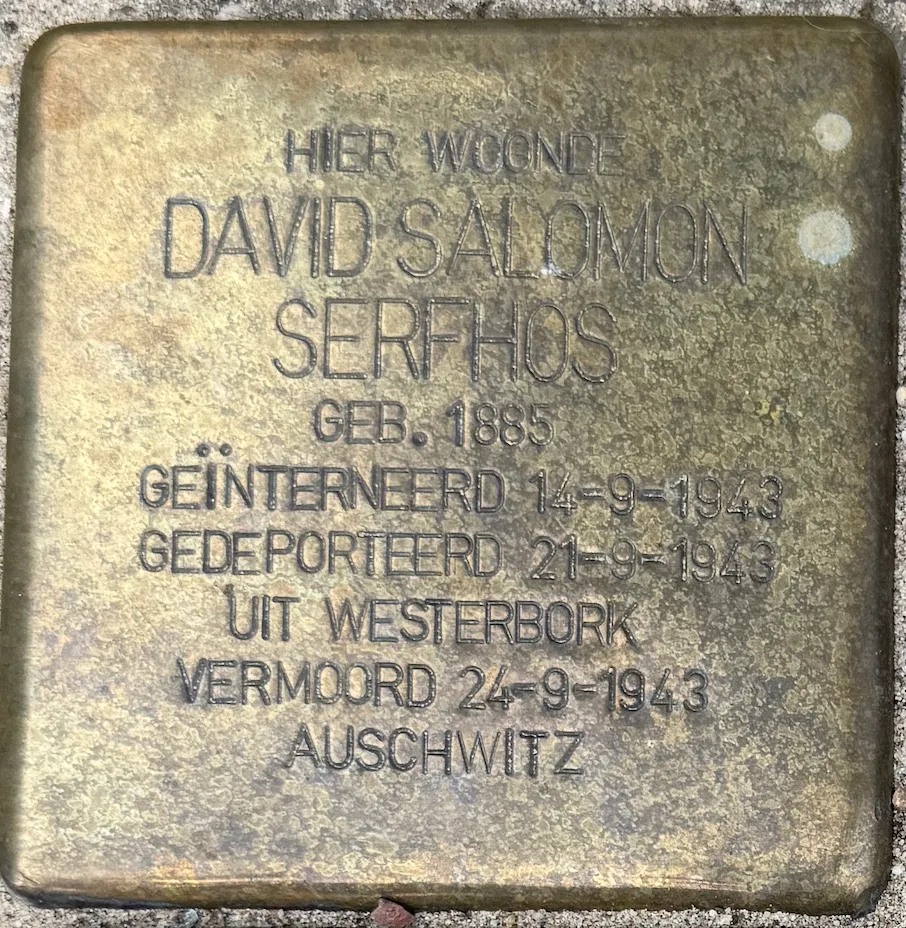 HIER WOONDE
DAVID SALOMON
SERFHOS
GEB. 1885
GEÏNTERNEERD 14-9-1943
GEDEPORTEERD 21-9-1943
UIT WESTERBORK
VERMOORD 24-9-1943
AUSCHWITZ